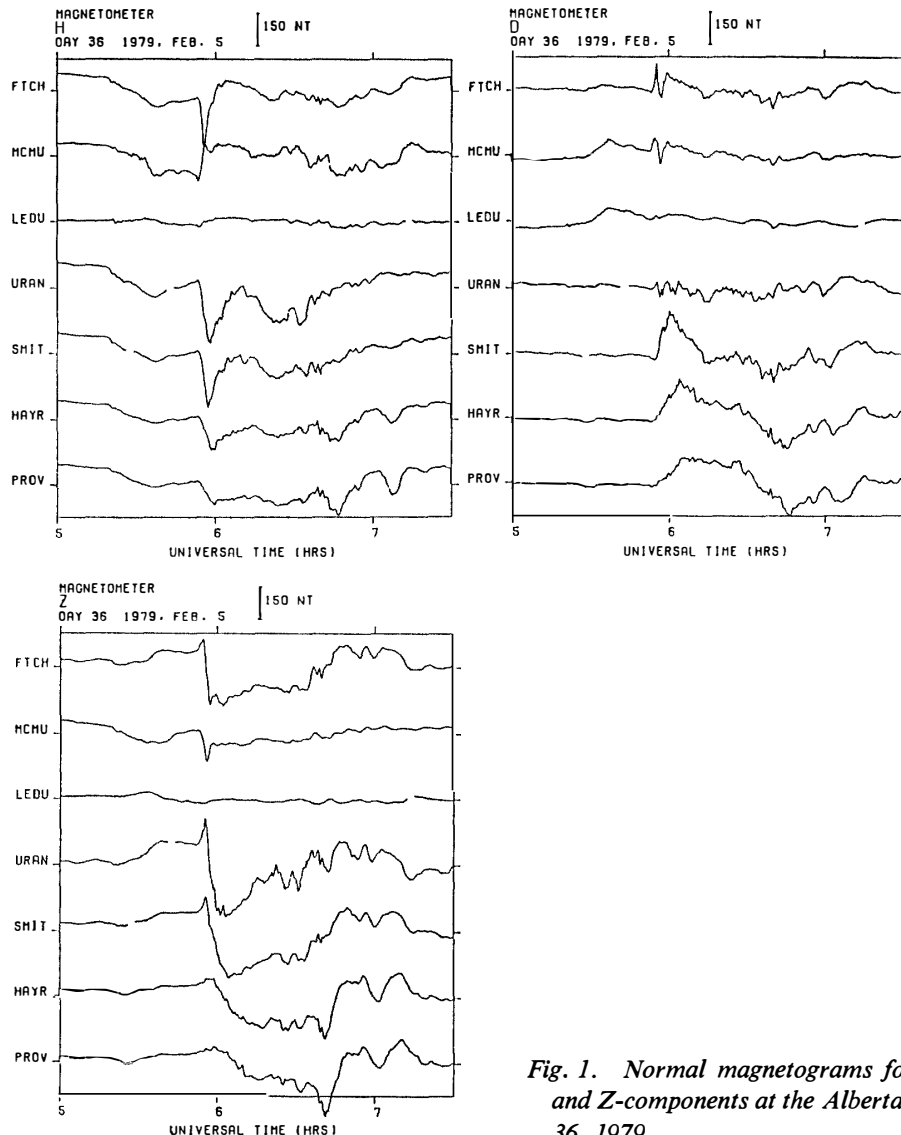 MAGNETOMETER
H
DAY 36 1979, FEB. 5
150 NT
FTCH
MCMU
LEDU
URAN
SMIT
HAYR
PROV
5 6 7
UNIVERSAL TIME (HRS)
MAGNETOMETER
D
DAY 36 1979, FEB. 5
150 NT
FTCH
MCMU
LEDU
URAN
SMIT
HAYR
PROV
5 6 7
UNIVERSAL TIME (HRS)
MAGNETOMETER
Z
DAY 36 1979, FEB. 5
150 NT
FTCH
MCMU
LEDU
URAN
SMIT
HAYR
PROV
5 6 7
UNIVERSAL TIME (HRS)
Fig. 1. Normal magnetograms fo
and Z-components at the Alberta
36, 1979